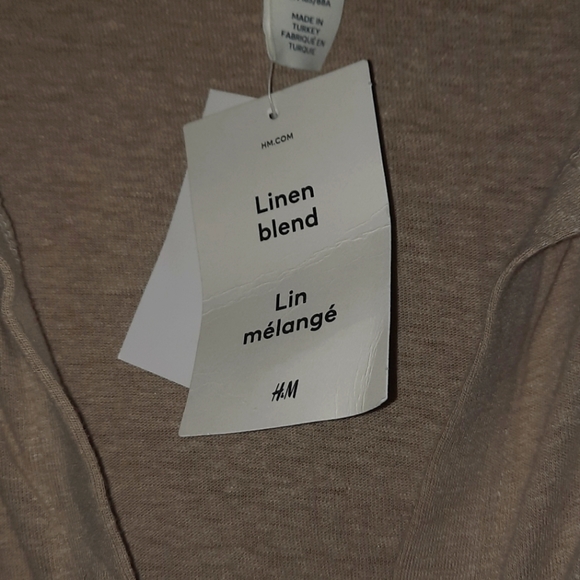 MADE IN
TURKEY
FABRIQUÉ EN
TURQUIE
HM.COM
Linen
blend
Lin
mélangé
H&M